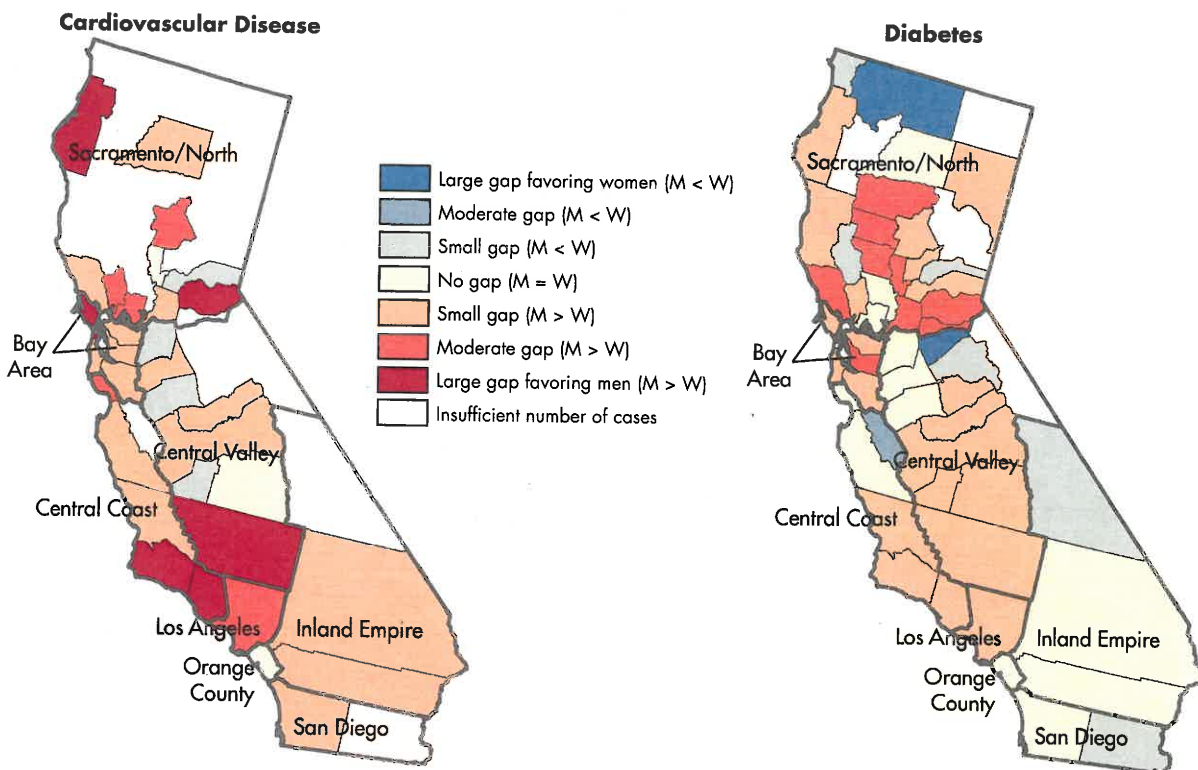 Cardiovascular Disease
Sacramento/North
Bay
Area
Central Valley
Central Coast
Los Angeles
Inland Empire
Orange
County
San Diego
Large gap favoring women (M < W)
Moderate gap (M < W)
Small gap (M < W)
No gap (M = W)
Small gap (M > W)
Moderate gap (M > W)
Large gap favoring men (M > W)
Insufficient number of cases
Diabetes
Sacramento/North
Bay
Area
Central Valley
Central Coast
Los Angeles
Inland Empire
Orange
County
San Diego